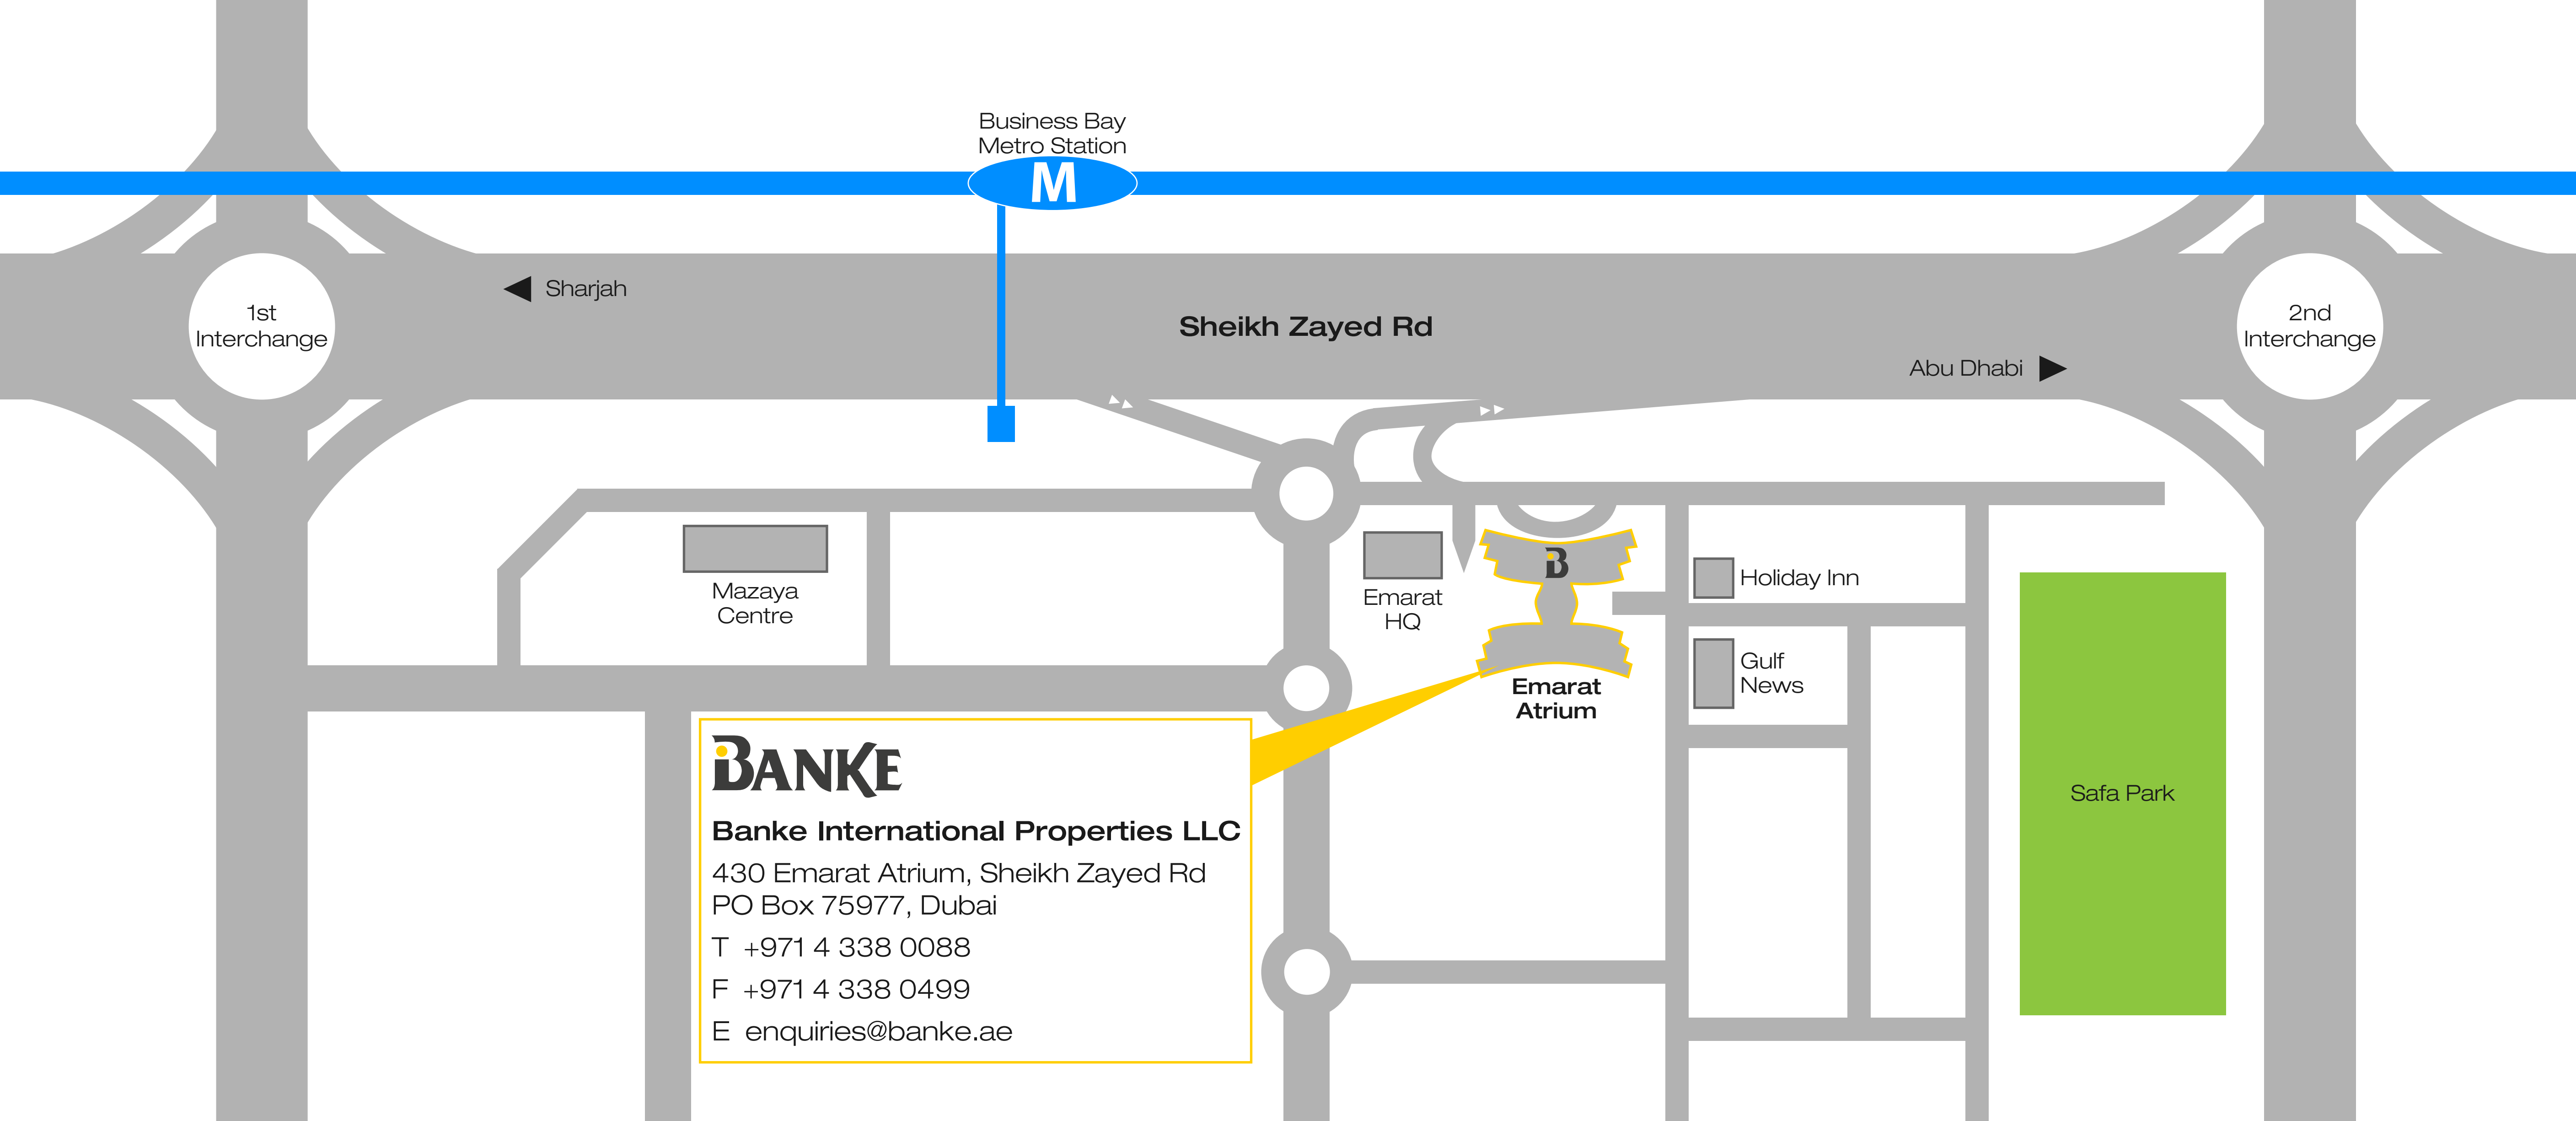 Business Bay
Metro Station
M
Sharjah
1st
Interchange
Sheikh Zayed Rd
2nd
Interchange
Abu Dhabi
Mazaya
Centre
Emarat
HQ
B
Holiday Inn
Gulf
News
Emarat
Atrium
Safa Park
BANKE
Banke International Properties LLC
430 Emarat Atrium, Sheikh Zayed Rd
PO Box 75977, Dubai
T +971 4 338 0088
F +971 4 338 0499
E enquiries@banke.ae